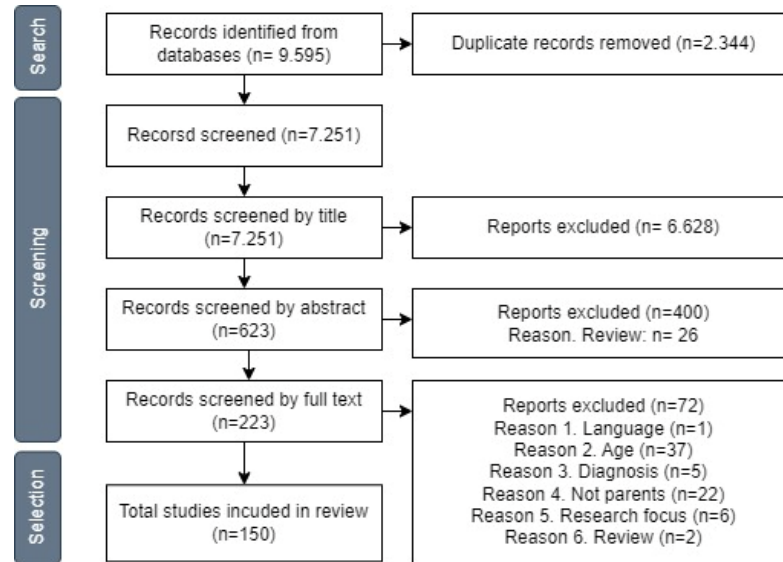 Search
Records identified from
databases (n= 9.595)
Duplicate records removed (n=2.344)
Screening
Recorsd screened (n=7.251)
Records screened by title
(n=7.251)
Reports excluded (n= 6.628)
Records screened by abstract
(n=623)
Reports excluded (n=400)
Reason. Review: n= 26
Records screened by full text
(n=223)
Reports excluded (n=72)
Reason 1. Language (n=1)
Reason 2. Age (n=37)
Reason 3. Diagnosis (n=5)
Reason 4. Not parents (n=22)
Reason 5. Research focus (n=6)
Reason 6. Review (n=2)
Selection
Total studies incuded in review
(n=150)